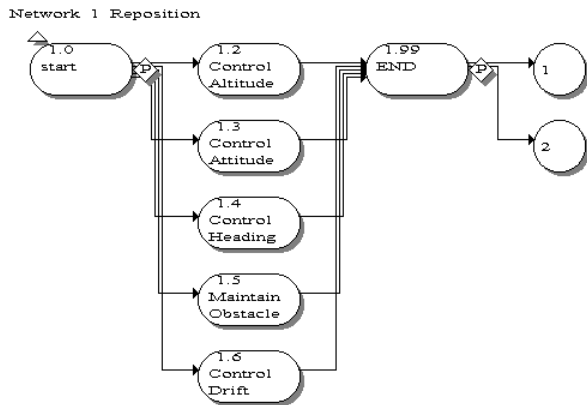 Network 1 Reposition
1.0
start
P
1.2
Control
Altitude
1.3
Control
Attitude
1.4
Control
Heading
1.5
Maintain
Obstacle
1.6
Control
Drift
1.99
END
P
1
2